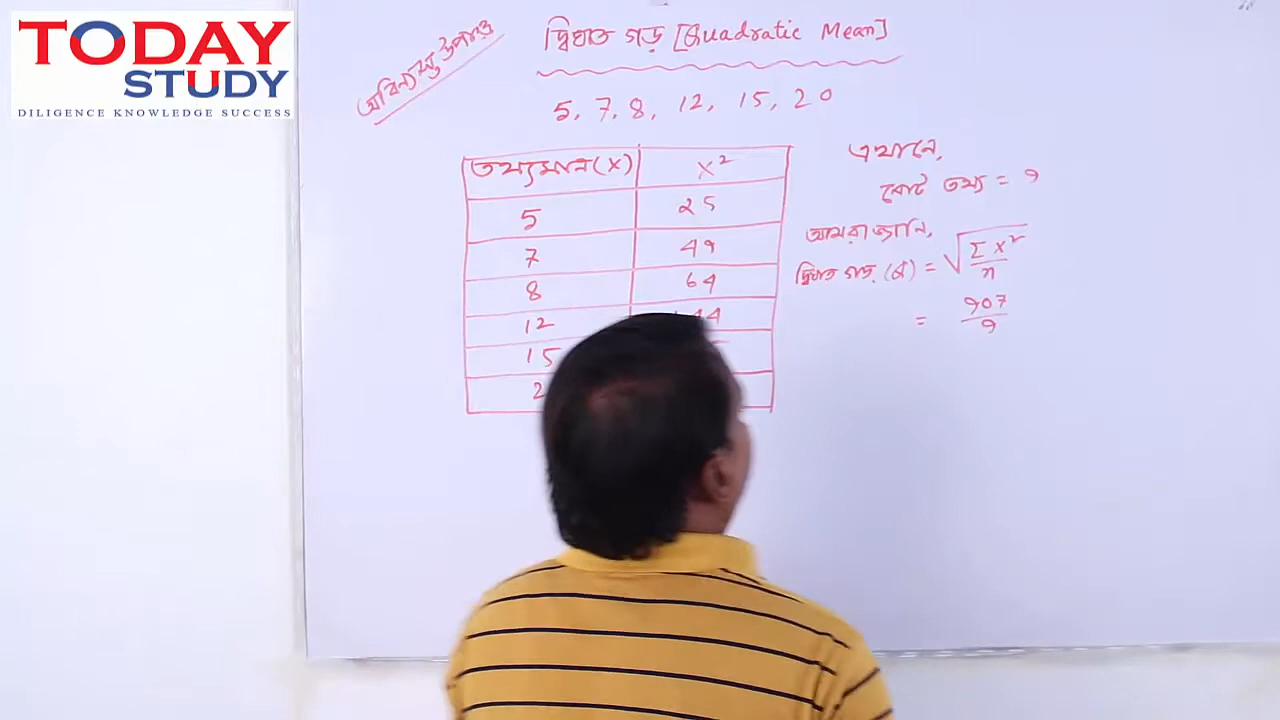 TODAY
STUDY
DILIGENCE KNOWLEDGE SUCCESS
অবিন্যস্ত উপাত্ত
দ্বিঘাত গড় [Quadratic Mean]
5, 7, 8, 12, 15, 20
তথ্যমান (x) x²
5 25
7 49
8 64
12
15
2
এখানে,
মোট তথ্য = 9
আমরা জানি,
দ্বিঘাত গড় = √Σx²/n
= 907/9